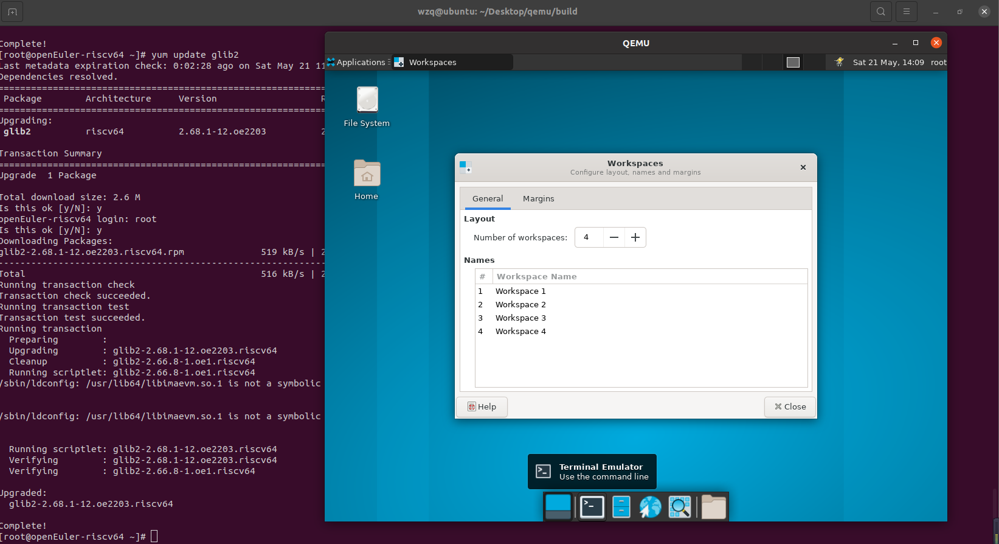 wzq@ubuntu: ~/Desktop/qemu/build
Complete!
[root@openEuler-riscv64 ~]# yum update glib2
Last metadata expiration check: 0:02:28 ago on Sat May 21 11
Dependencies resolved.
================================================================
Package Architecture Version R
================================================================
Upgrading:
glib2 riscv64 2.68.1-12.oe2203 2
Transaction Summary
================================================================
Upgrade 1 Package
Total download size: 2.6 M
Is this ok [y/N]: y
openEuler-riscv64 login: root
Is this ok [y/N]: y
Downloading Packages:
glib2-2.68.1-12.oe2203.riscv64.rpm 519 kB/s | 2
----------------------------------------------------------------
Total 516 kB/s | 2
Running transaction check
Transaction check succeeded.
Running transaction test
Transaction test succeeded.
Running transaction
Preparing :
Upgrading : glib2-2.68.1-12.oe2203.riscv64
Cleanup : glib2-2.66.8-1.oe1.riscv64
Running scriptlet: glib2-2.66.8-1.oe1.riscv64
/sbin/ldconfig: /usr/lib64/libimaevm.so.1 is not a symbolic
/sbin/ldconfig: /usr/lib64/libimaevm.so.1 is not a symbolic
Running scriptlet: glib2-2.68.1-12.oe2203.riscv64
Verifying : glib2-2.68.1-12.oe2203.riscv64
Verifying : glib2-2.66.8-1.oe1.riscv64
Upgraded:
glib2-2.68.1-12.oe2203.riscv64
Complete!
[root@openEuler-riscv64 ~]#
QEMU
Applications Workspaces Sat 21 May, 14:09 root
File System
Home
Workspaces
Configure layout, names and margins
General Margins
Layout
Number of workspaces: 4
Names
# Workspace Name
1 Workspace 1
2 Workspace 2
3 Workspace 3
4 Workspace 4
Help Close
Terminal Emulator
Use the command line